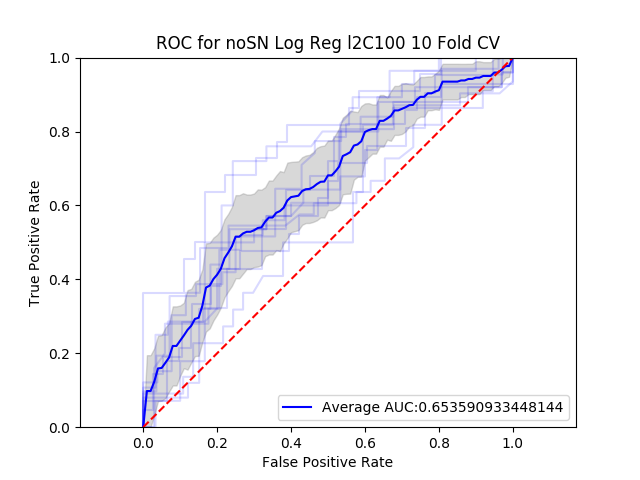 ROC for noSN Log Reg l2C100 10 Fold CV
True Positive Rate
1.0
0.8
0.6
0.4
0.2
0.0
Average AUC:0.653590933448144
0.0 0.2 0.4 0.6 0.8 1.0
False Positive Rate